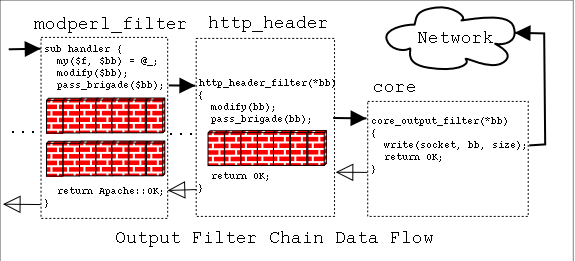 modperl_filter
http_header
Network
core
sub handler {
my($f, $bb) = @_;
modify($bb);
pass_brigade($bb);
...
return Apache::OK;
}
http_header_filter(*bb)
{
modify(bb);
pass_brigade(bb);
...
return OK;
}
core_output_filter(*bb)
{
write(socket, bb, size);
return OK;
}
Output Filter Chain Data Flow